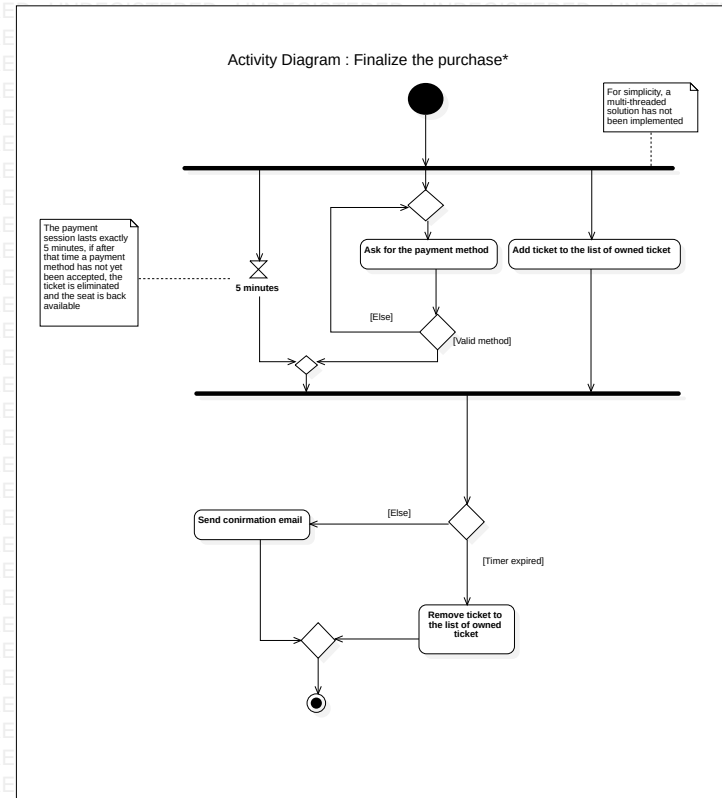 Activity Diagram : Finalize the purchase*
For simplicity, a
multi-threaded
solution has not
been implemented
The payment
session lasts exactly
5 minutes, if after
that time a payment
method has not yet
been accepted, the
ticket is eliminated
and the seat is back
available
Ask for the payment method
Add ticket to the list of owned ticket
5 minutes
[Else]
[Valid method]
Send conirmation email
[Else]
[Timer expired]
Remove ticket to
the list of owned
ticket